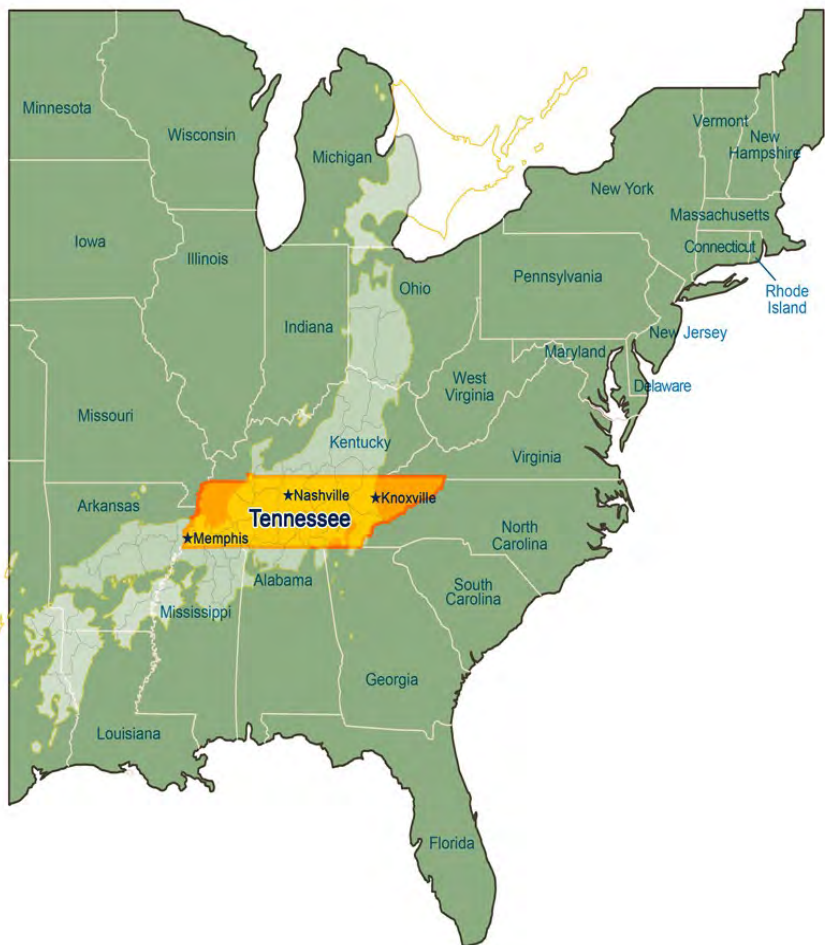 Minnesota
Wisconsin
Michigan
Vermont
New
Hampshire
New York
Massachusetts
Connecticut
Rhode
Island
Iowa
Illinois
Indiana
Ohio
Pennsylvania
New Jersey
Maryland
Delaware
West
Virginia
Missouri
Kentucky
Virginia
Arkansas
Nashville
Knoxville
Tennessee
Memphis
North
Carolina
Alabama
South
Carolina
Mississippi
Georgia
Louisiana
Florida